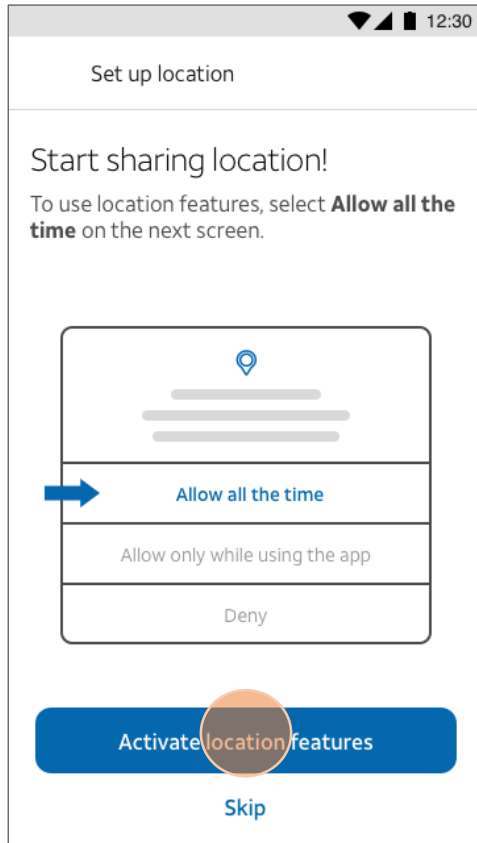 12:30
Set up location
Start sharing location!
To use location features, select Allow all the
time on the next screen.
Allow all the time
Allow only while using the app
Deny
Activate location features
Skip